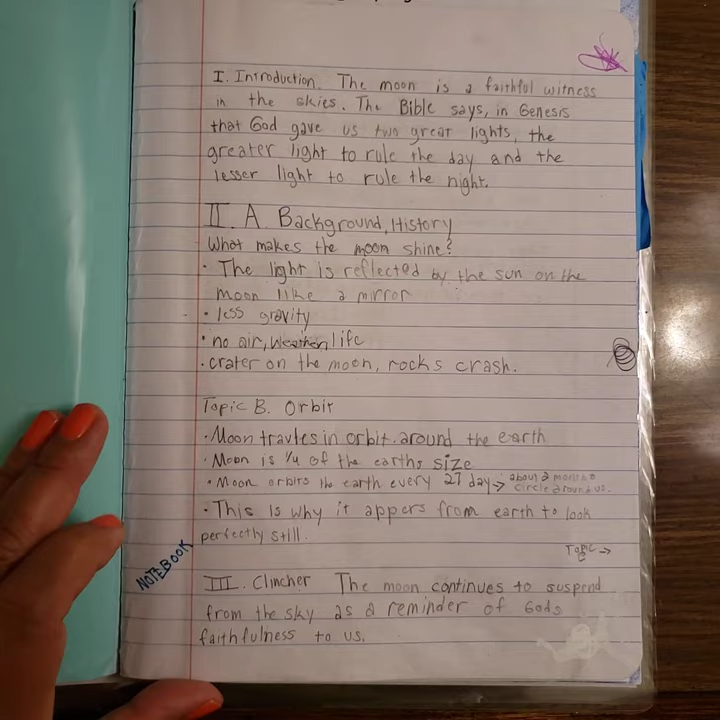 I. Introduction. The moon is a faithful witness
in the skies. The Bible says, in Genesis
that God gave us two great lights, the
greater light to rule the day and the
lesser light to rule the night.
II. A. Background, History
What makes the moon shine?
• The light is reflected by the sun on the
moon like a mirror
• less gravity
• no air, weather, life
• crater on the moon, rocks crash.
Topic B. Orbit
• Moon travles in orbit. around the earth
• Moon is 1/4 of the earths size
• Moon orbits the earth every 27 day → about a month to
circle around us.
• This is why it appers from earth to look
perfectly still.
Topic →
NOTEBOOK
III. Clincher The moon continues to suspend
from the sky as a reminder of Gods
faithfulness to us.